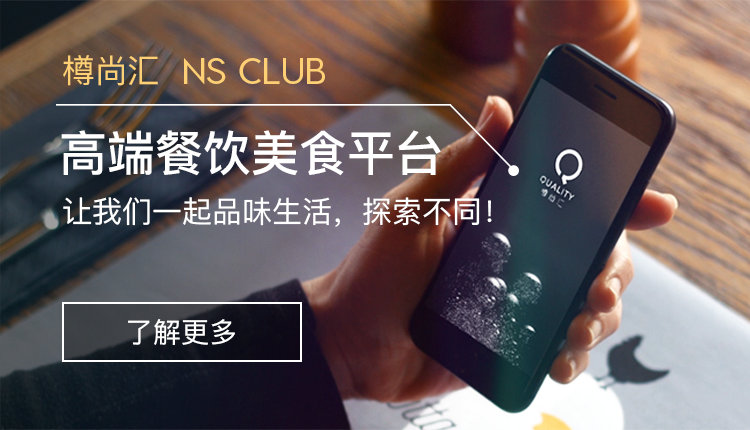 樽尚汇 NS CLUB
高端餐饮美食平台
让我们一起品味生活，探索不同！
QUALITY
樽尚汇
了解更多